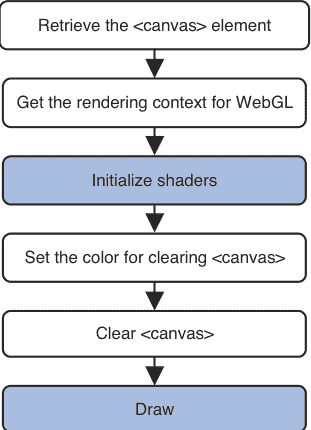 Retrieve the <canvas> element
Get the rendering context for WebGL
Initialize shaders
Set the color for clearing <canvas>
Clear <canvas>
Draw